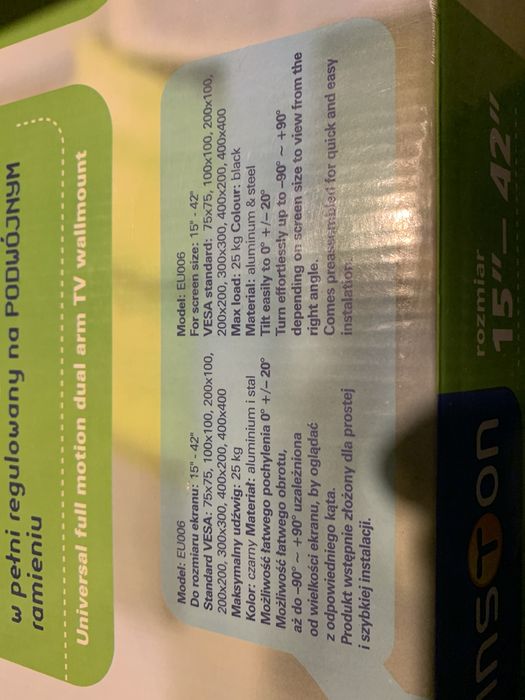 w pełni regulowany na PODWÓJNYM
ramieniu
Universal full motion dual arm TV wallmount
Model: EU006
Do rozmiaru ekranu: 15" - 42"
Standard VESA: 75x75, 100x100, 200x100,
200x200, 300x300, 400x200, 400x400
Maksymalny udźwig: 25 kg
Kolor: czarny Materiał: aluminium i stal
Możliwość łatwego pochylenia 0° +/– 20°
Możliwość łatwego obrotu,
aż do –90° ~ +90° uzależniona
od wielkości ekranu, by oglądać
z odpowiedniego kąta.
Produkt wstępnie złożony dla prostej
i szybkiej instalacji.
Model: EU006
For screen size: 15" - 42"
VESA standard: 75x75, 100x100, 200x100,
200x200, 300x300, 400x200, 400x400
Max load: 25 kg Colour: black
Material: aluminum & steel
Tilt easily to 0° +/– 20°
Turn effortlessly up to –90° ~ +90°
depending on screen size to view from the
right angle.
Comes preassembled for quick and easy
instalation.
rozmiar
15”– 42”